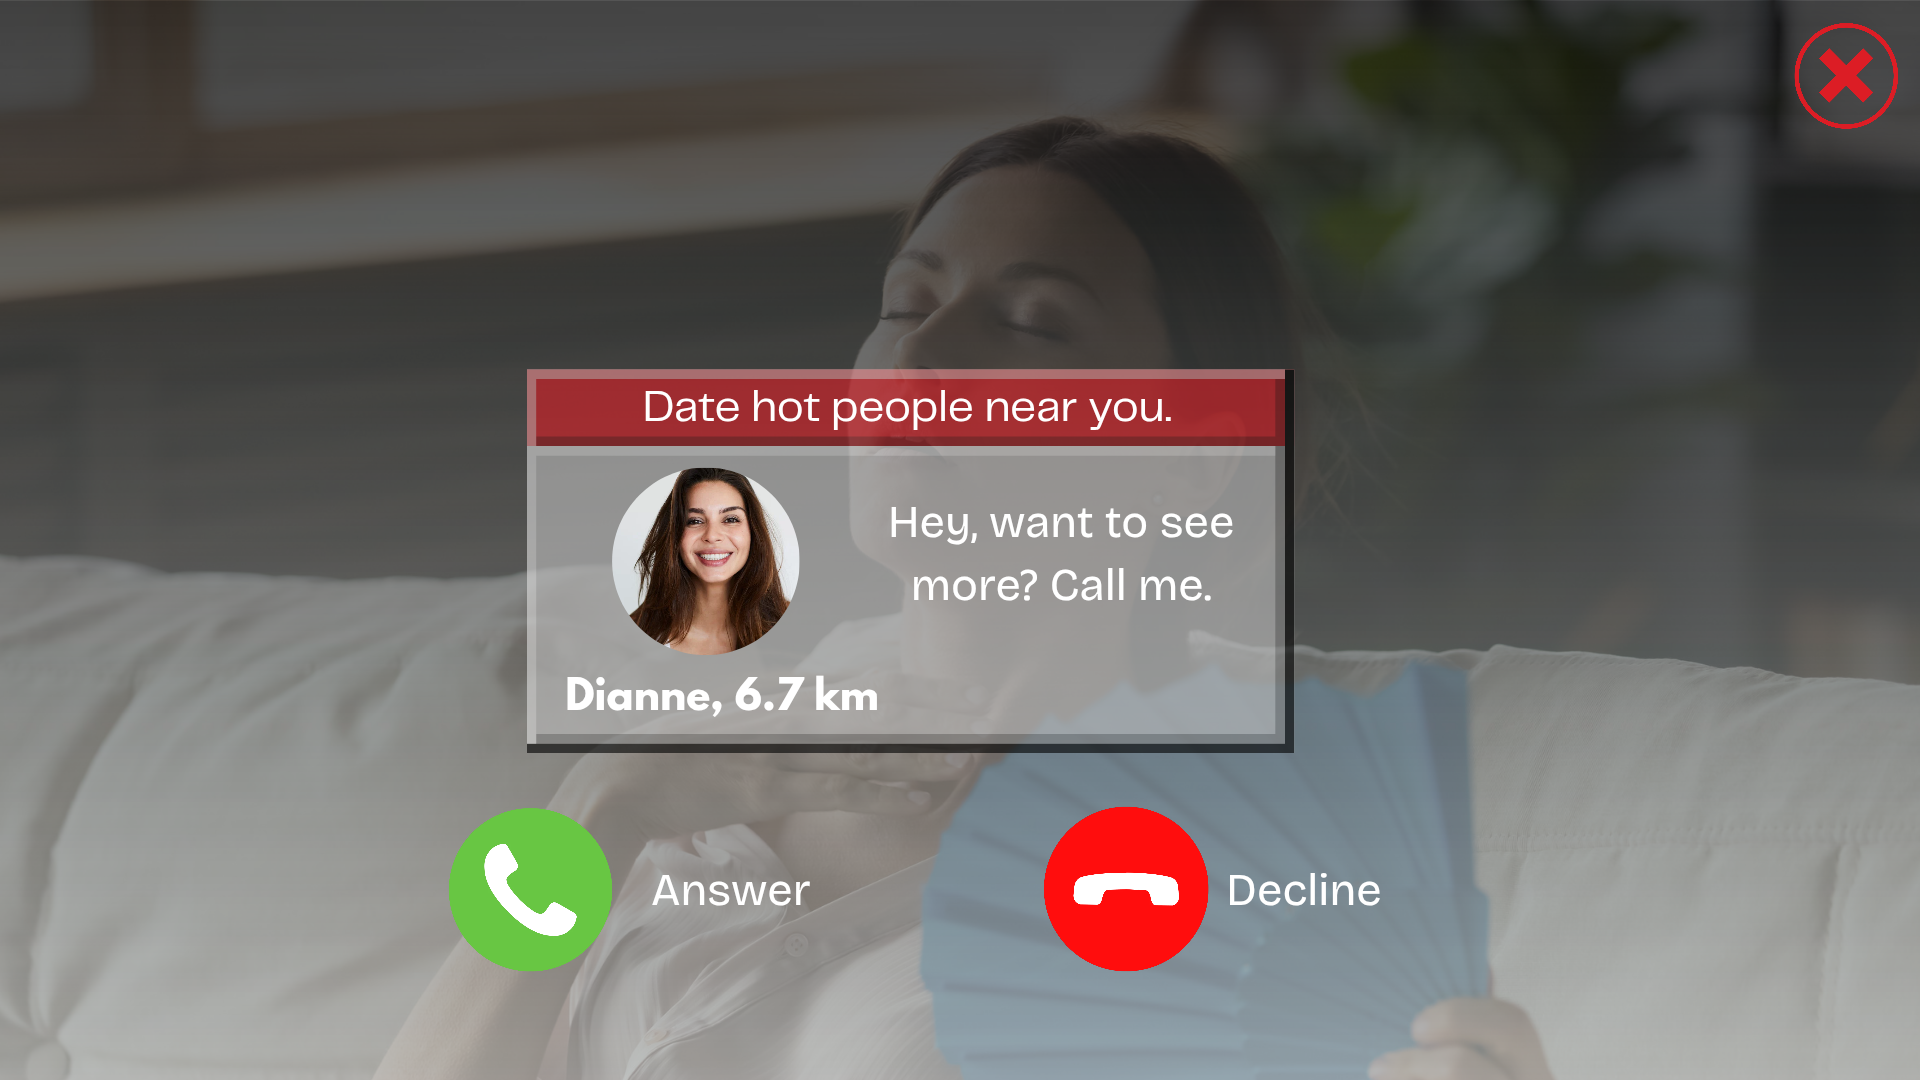 Date hot people near you.
Hey, want to see
more? Call me.
Dianne, 6.7 km
Answer
Decline